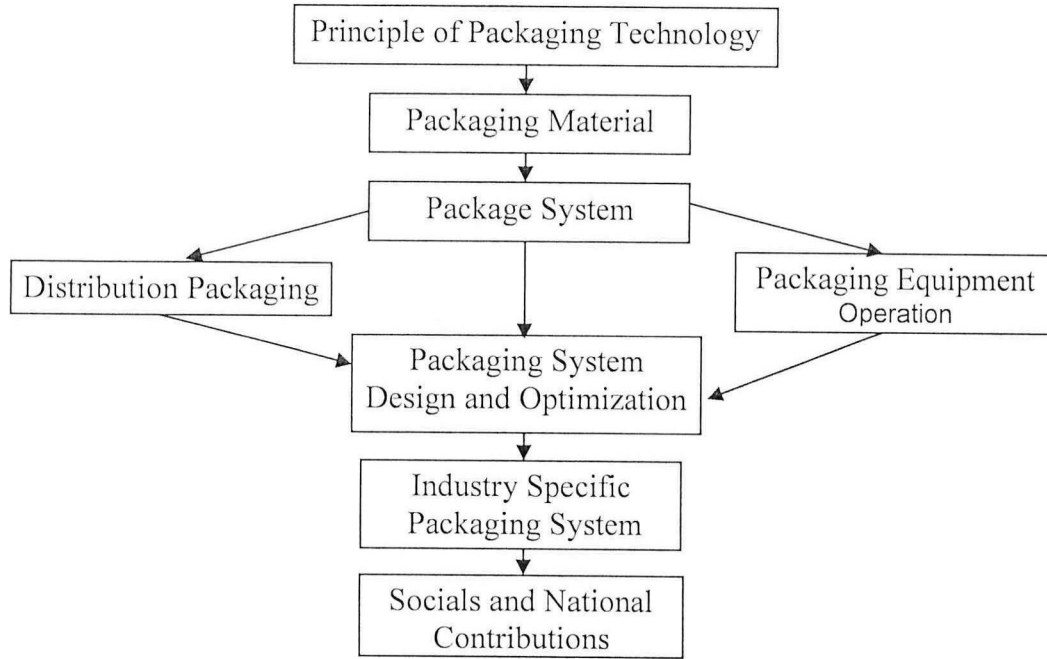 Principle of Packaging Technology
Packaging Material
Package System
Distribution Packaging
Packaging Equipment
Operation
Packaging System
Design and Optimization
Industry Specific
Packaging System
Socials and National
Contributions